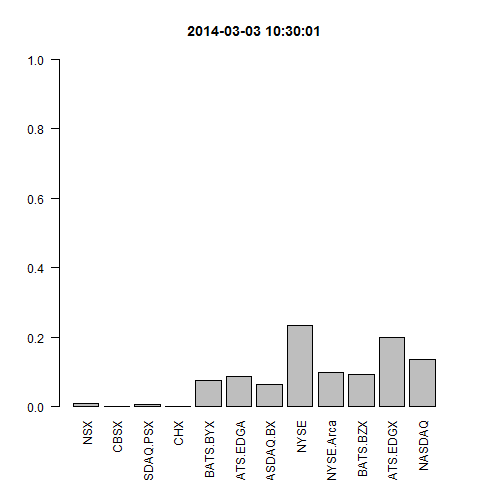 2014-03-03 10:30:01
1.0
0.8
0.6
0.4
0.2
0.0
NSX
CBSX
SDAQ.PSX
CHX
BATS.BYX
ATS.EDGA
ASDAQ.BX
NYSE
NYSE.Arca
BATS.BZX
ATS.EDGX
NASDAQ